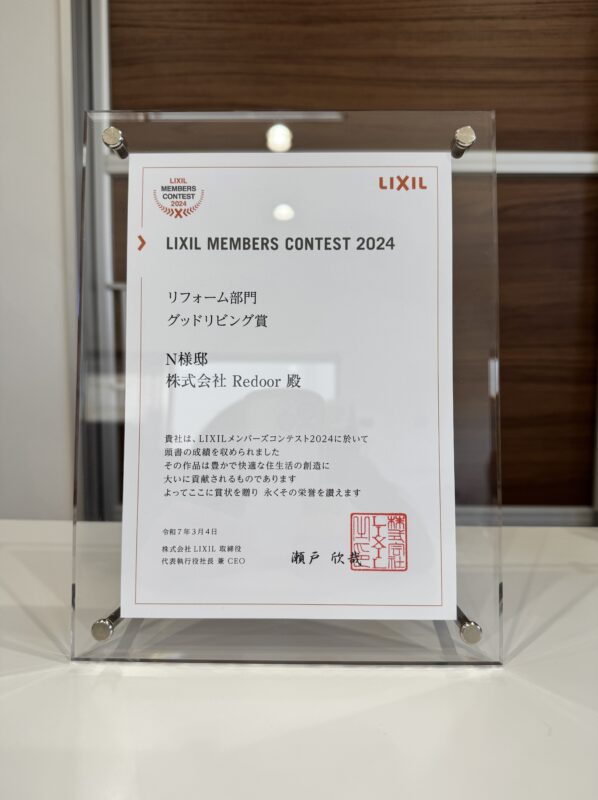 LIXIL
MEMBERS
CONTEST
2024
LIXIL
LIXIL MEMBERS CONTEST 2024
リフォーム部門
グッドリビング賞
N様邸
株式会社 Redoor 殿
貴社は、LIXILメンバーズコンテスト2024に於いて
頭書の成績を収められました
その作品は豊かで快適な住生活の創造に
大いに貢献されるものであります
よってここに賞状を贈り 永くその栄誉を讃えます
令和7年3月4日
株式会社 LIXIL 取締役
代表執行役社長 兼 CEO
瀬戸 欣哉
株式会社
LIXIL
之印